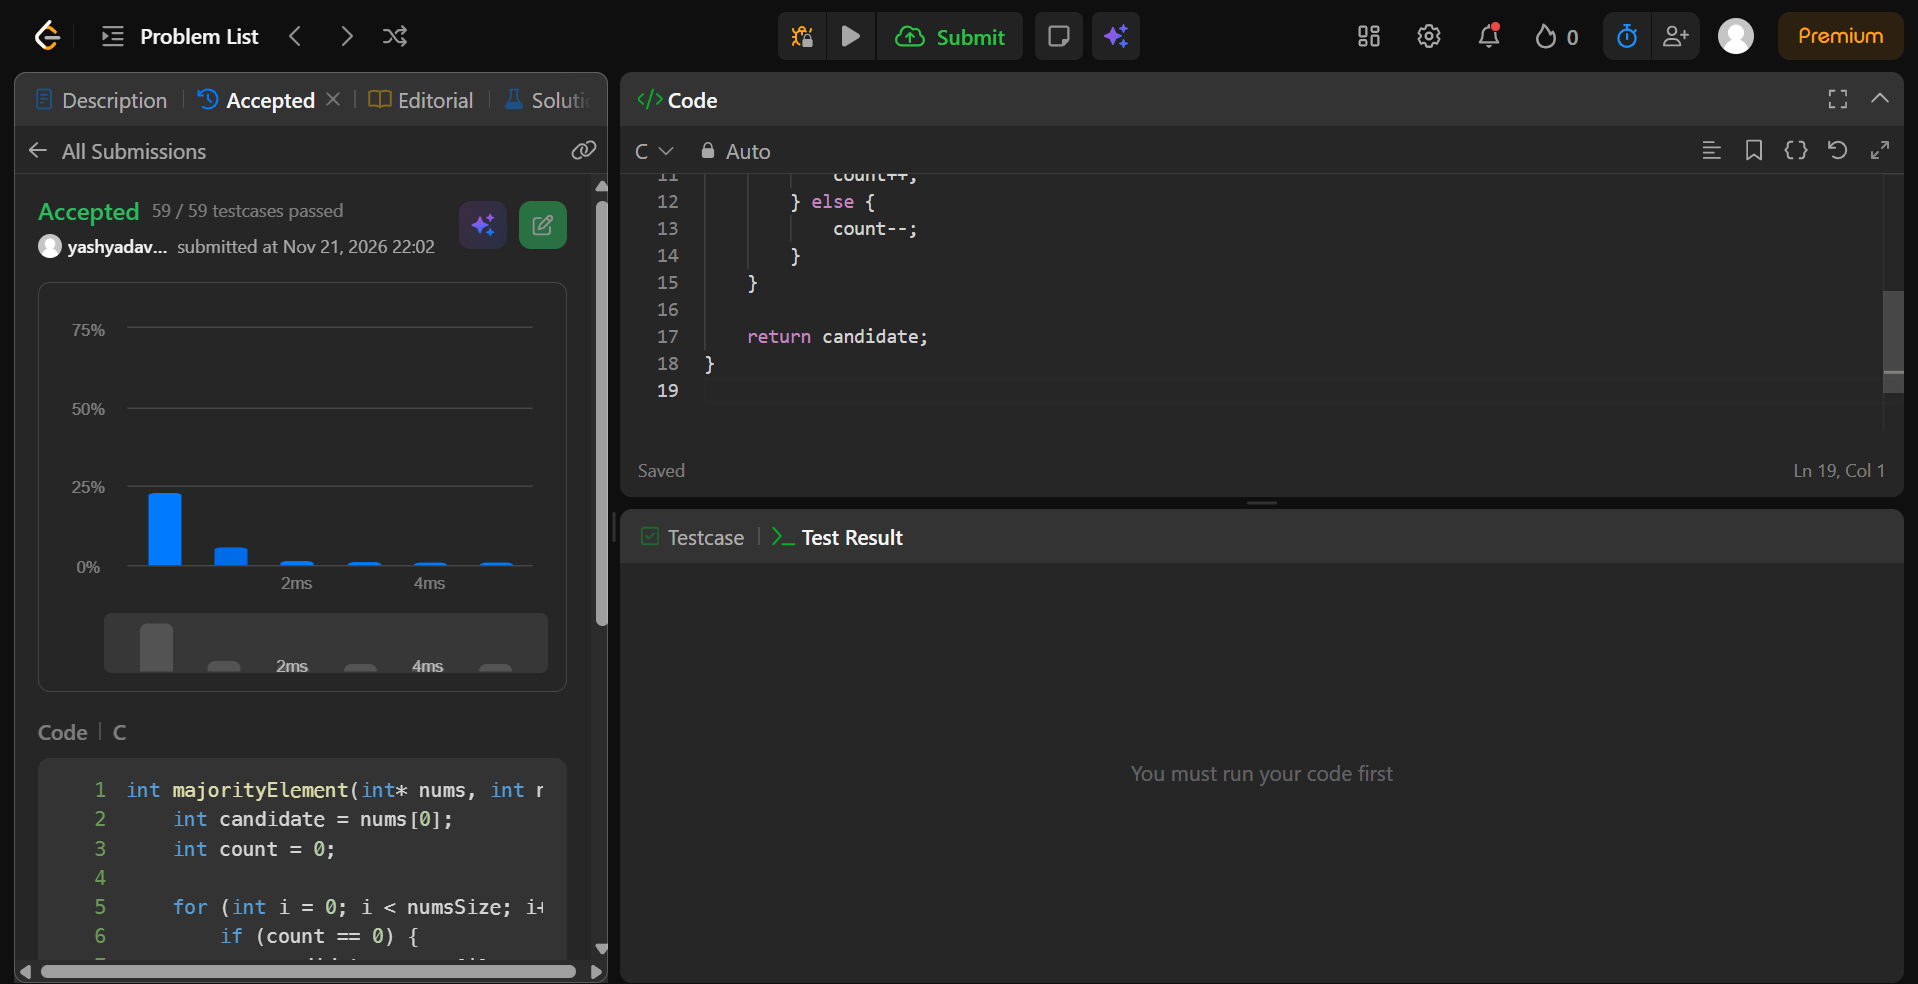 Problem List
Submit
0
Premium
Description
Accepted
Editorial
Soluti
All Submissions
Accepted 59 / 59 testcases passed
yashyadav... submitted at Nov 21, 2026 22:02
75%
50%
25%
0%
2ms
4ms
2ms
4ms
Code
C
1 int majorityElement(int* nums, int n
2 int candidate = nums[0];
3 int count = 0;
4
5 for (int i = 0; i < numsSize; i+
6 if (count == 0) {
</> Code
C
Auto
11 count++;
12 } else {
13 count--;
14 }
15 }
16
17 return candidate;
18 }
19
Saved
Ln 19, Col 1
Testcase
Test Result
You must run your code first